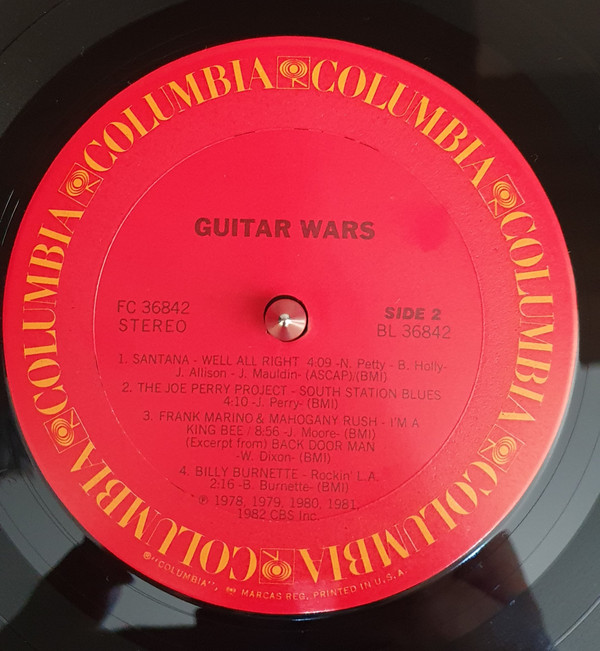 COLUMBIA COLUMBIA COLUMBIA COLUMBIA COLUMBIA COLUMBIA
GUITAR WARS
FC 36842
STEREO
SIDE 2
BL 36842
1. SANTANA - WELL ALL RIGHT 4:09 -N. Petty - B. Holly-
J. Allison - J. Mauldin- (ASCAP)(BMI)
2. THE JOE PERRY PROJECT - SOUTH STATION BLUES
4:10 -J. Perry- (BMI)
3. FRANK MARINO & MAHOGANY RUSH - I'M A
KING BEE / 8:56 -J. Moore- (BMI)
(Excerpt from) BACK DOOR MAN
-W. Dixon- (BMI)
4. BILLY BURNETTE - Rockin' L.A.
2:16 -B. Burnette- (BMI)
℗ 1978, 1979, 1980, 1981,
1982 CBS Inc.
®"COLUMBIA", MARCAS REG. PRINTED IN U.S.A.